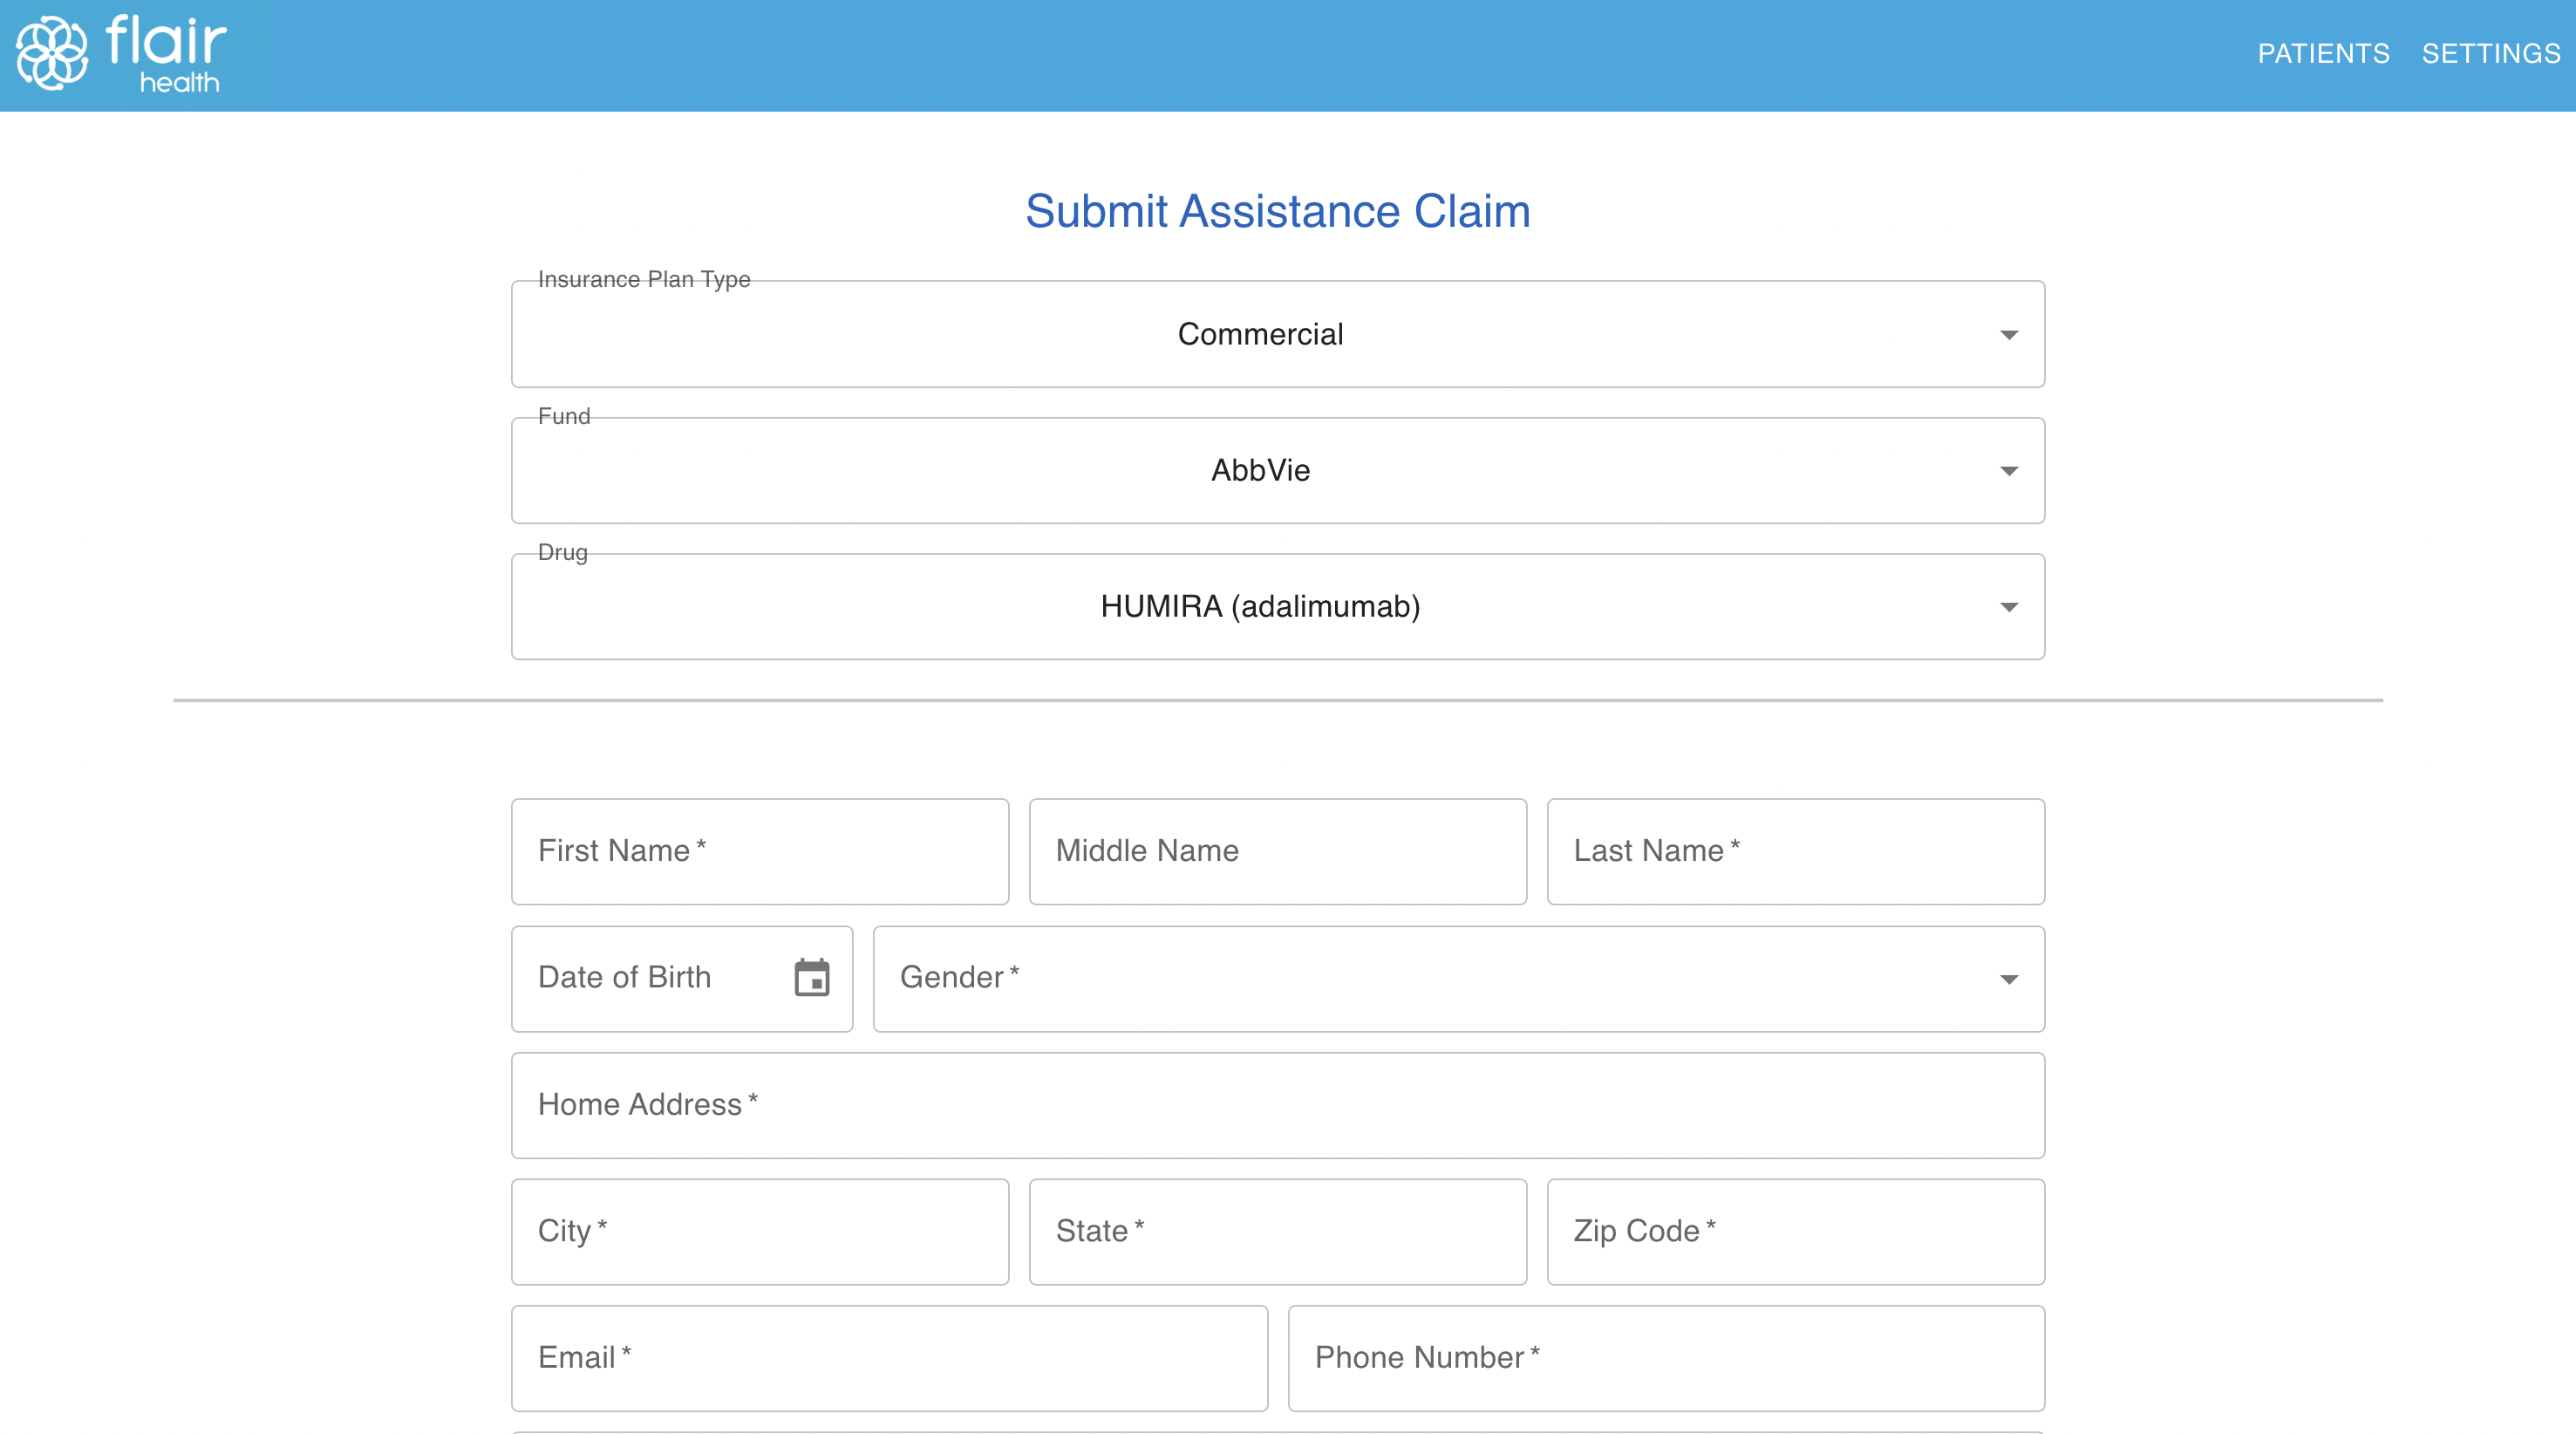 flair
health
PATIENTS SETTINGS
Submit Assistance Claim
Insurance Plan Type
Commercial
Fund
AbbVie
Drug
HUMIRA (adalimumab)
First Name * Middle Name Last Name *
Date of Birth Gender *
Home Address *
City * State * Zip Code *
Email * Phone Number *